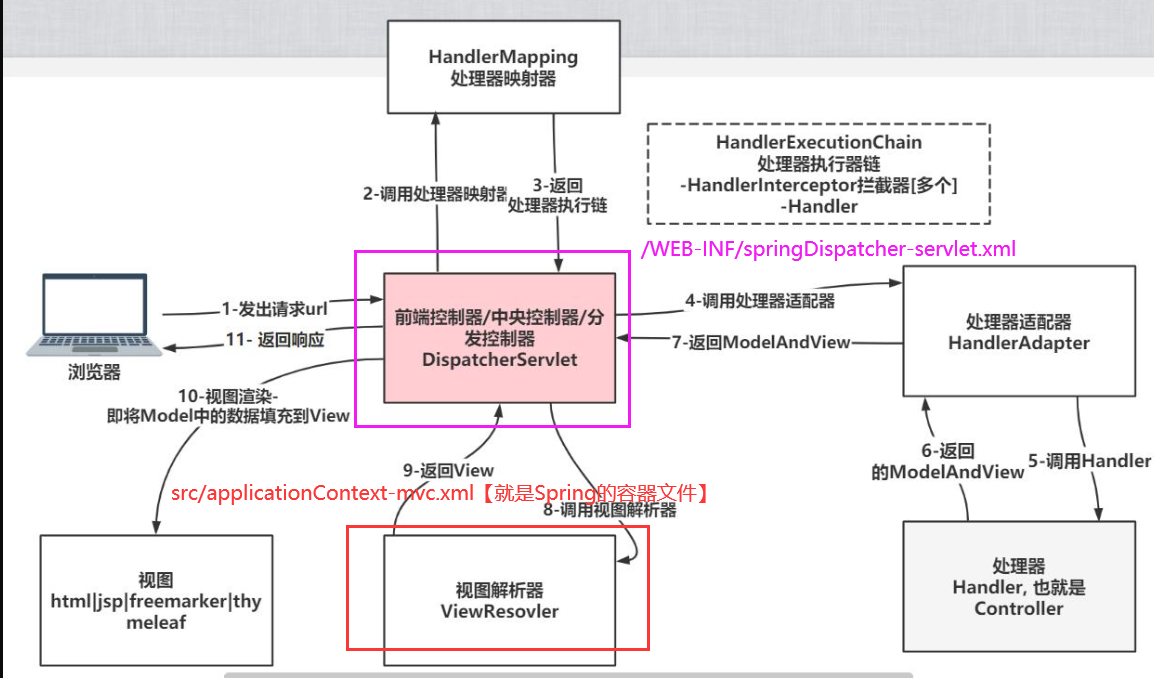 HandlerMapping
处理器映射器
HandlerExecutionChain
处理器执行器链
-HandlerInterceptor拦截器[多个]
-Handler
2-调用处理器映射器
3-返回
处理器执行链
/WEB-INF/springDispatcher-servlet.xml
1-发出请求url
11- 返回响应
浏览器
前端控制器/中央控制器/分
发控制器
DispatcherServlet
4-调用处理器适配器
7-返回ModelAndView
处理器适配器
HandlerAdapter
10-视图渲染-
即将Model中的数据填充到View
9-返回View
src/applicationContext-mvc.xml【就是Spring的容器文件】
8-调用视图解析器
6-返回
的ModelAndView
5-调用Handler
视图
html|jsp|freemarker|thy
meleaf
视图解析器
ViewResovler
处理器
Handler, 也就是
Controller